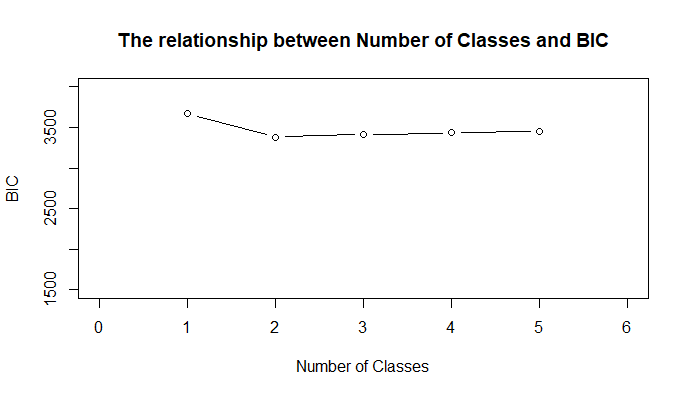 The relationship between Number of Classes and BIC
BIC
3500
2500
1500
0 1 2 3 4 5 6
Number of Classes